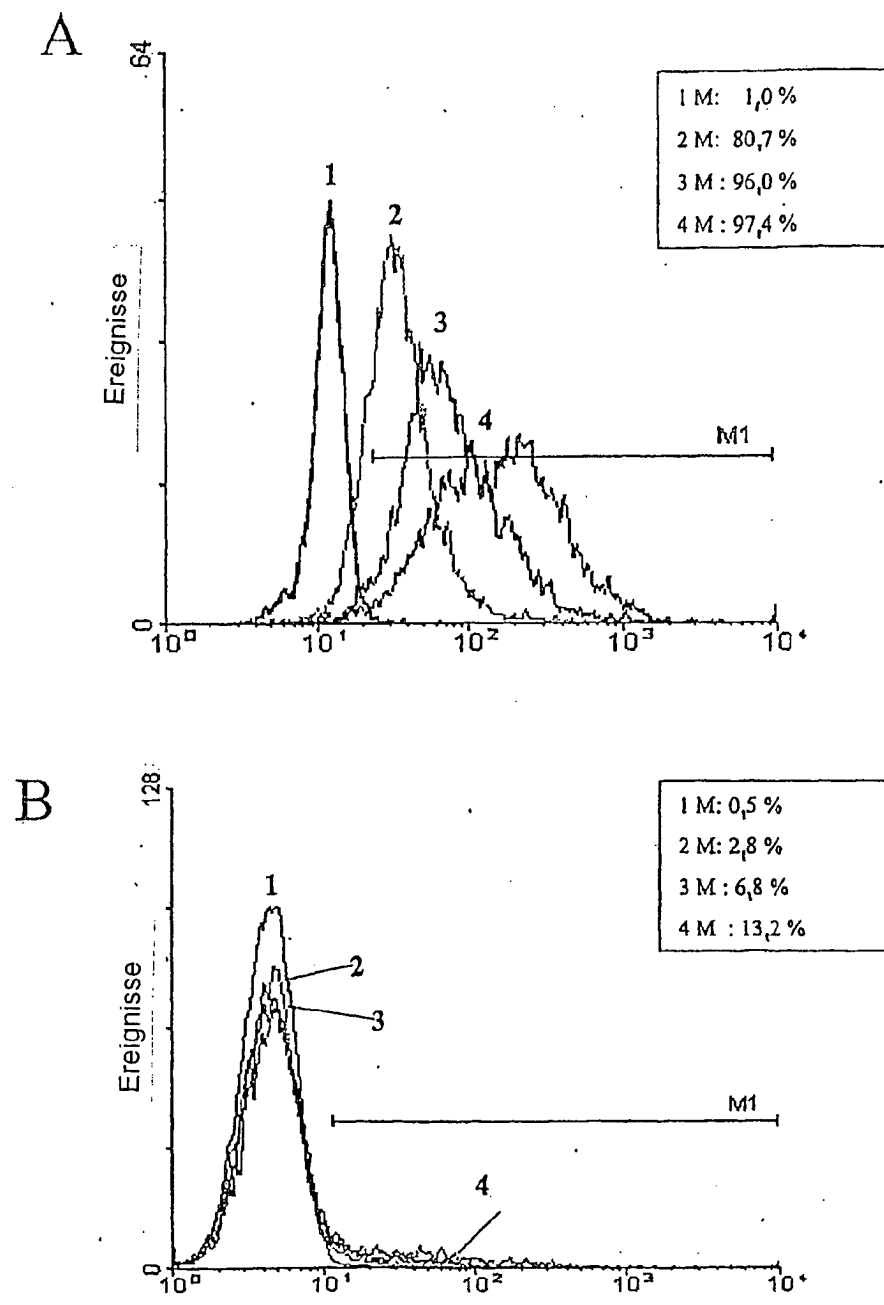 A
64
1 M: 1,0 %
2 M: 80,7 %
3 M : 96,0 %
4 M : 97,4 %
1
2
3
4
M1
Ereignisse
0
10⁰ 10¹ 10² 10³ 10⁴
B
128
1 M: 0,5 %
2 M: 2,8 %
3 M : 6,8 %
4 M : 13,2 %
1
2
3
M1
4
Ereignisse
0
10⁰ 10¹ 10² 10³ 10⁴